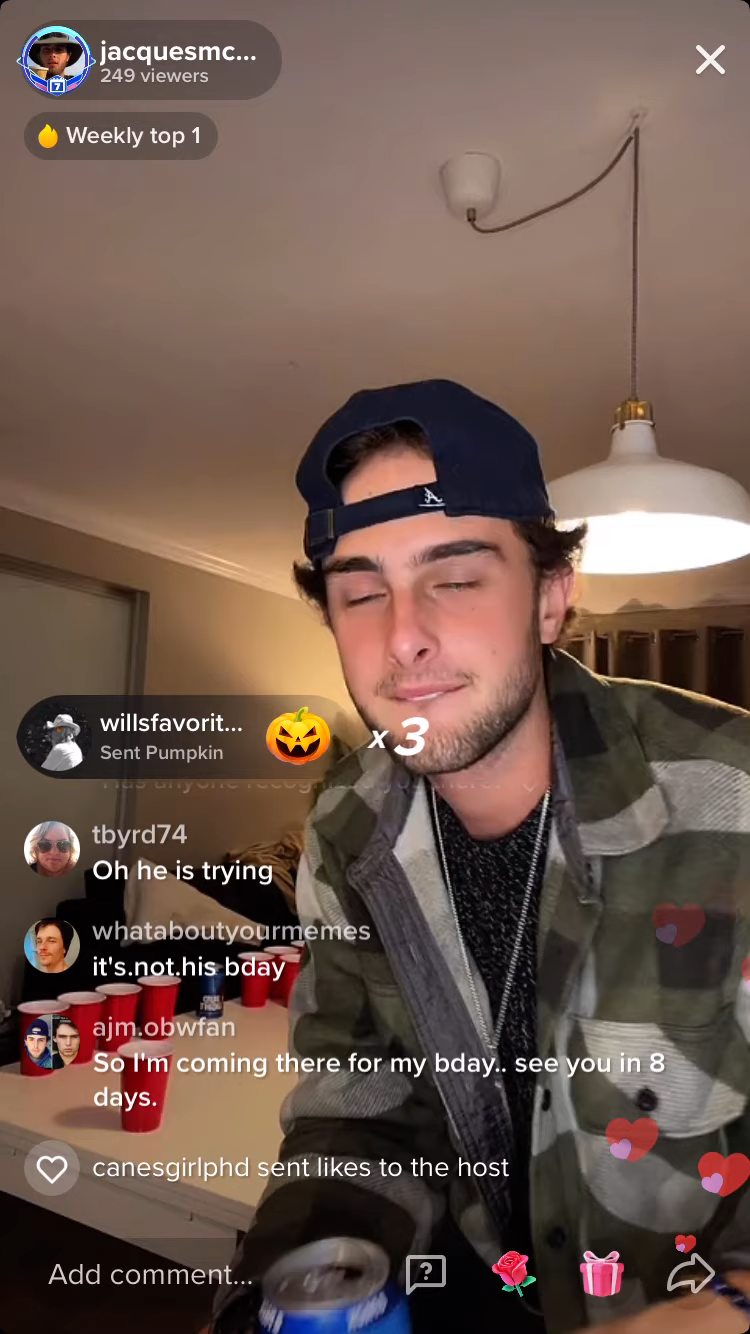 jacquesmc...
249 viewers
Weekly top 1
A
willsfavorit...
Sent Pumpkin
x 3
tbyrd74
Oh he is trying
whataboutyourmemes
it's.not.his bday
ajm.obwfan
So I'm coming there for my bday.. see you in 8
days.
canesgirlphd sent likes to the host
Add comment...